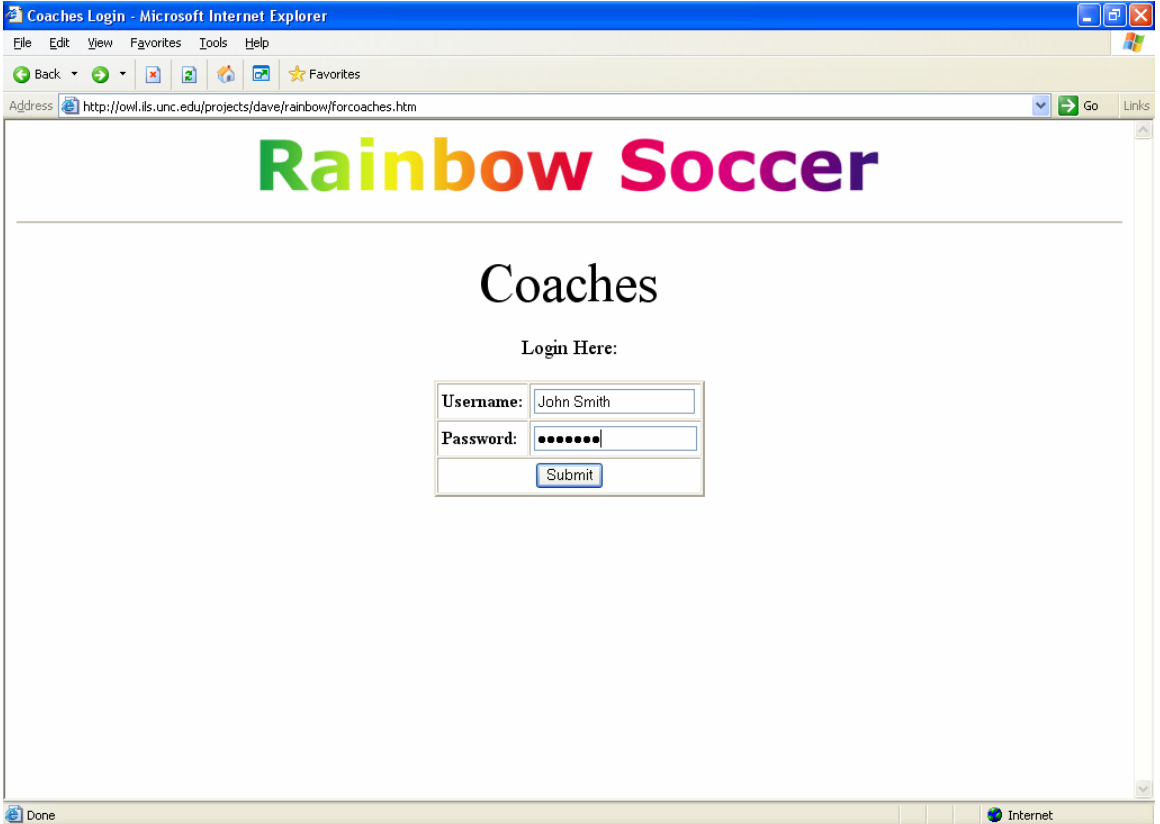 Coaches Login - Microsoft Internet Explorer
File Edit View Favorites Tools Help
Back Favorites
Address http://owl.ils.unc.edu/projects/dave/rainbow/forcoaches.htm Go Links
Rainbow Soccer
Coaches
Login Here:
Username: John Smith
Password: •••••••
Submit
Done Internet